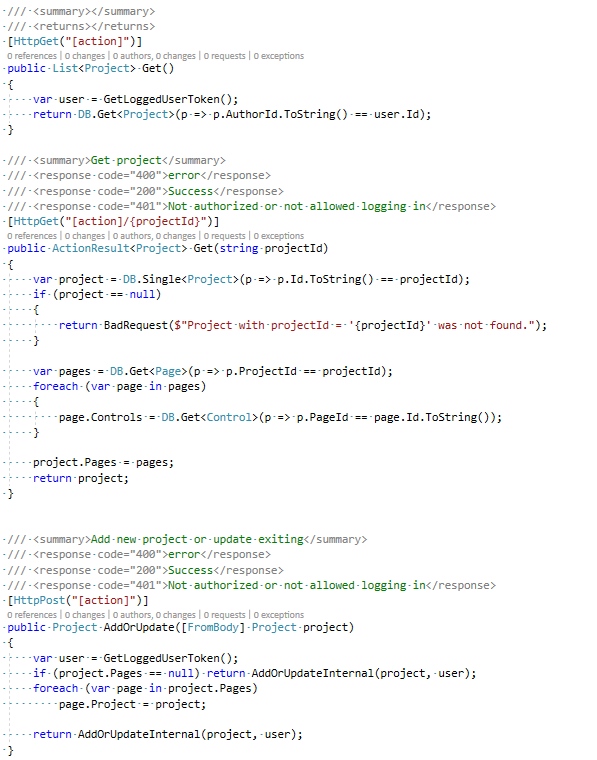 /// <summary></summary>
/// <returns></returns>
[HttpGet("[action]")]
0 references | 0 changes | 0 authors, 0 changes | 0 requests | 0 exceptions
public List<Project> Get()
{
var user = GetLoggedUserToken();
return DB.Get<Project>(p => p.AuthorId.ToString() == user.Id);
}
/// <summary>Get project</summary>
/// <response code="400">error</response>
/// <response code="200">Success</response>
/// <response code="401">Not authorized or not allowed logging in</response>
[HttpGet("[action]/{projectId}")]
0 references | 0 changes | 0 authors, 0 changes | 0 requests | 0 exceptions
public ActionResult<Project> Get(string projectId)
{
var project = DB.Single<Project>(p => p.Id.ToString() == projectId);
if (project == null)
{
return BadRequest($"Project with projectId = '{projectId}' was not found.");
}
var pages = DB.Get<Page>(p => p.ProjectId == projectId);
foreach (var page in pages)
{
page.Controls = DB.Get<Control>(p => p.PageId == page.Id.ToString());
}
project.Pages = pages;
return project;
}
/// <summary>Add new project or update exiting</summary>
/// <response code="400">error</response>
/// <response code="200">Success</response>
/// <response code="401">Not authorized or not allowed logging in</response>
[HttpPost("[action]")]
0 references | 0 changes | 0 authors, 0 changes | 0 requests | 0 exceptions
public Project AddOrUpdate([FromBody] Project project)
{
var user = GetLoggedUserToken();
if (project.Pages == null) return AddOrUpdateInternal(project, user);
foreach (var page in project.Pages)
page.Project = project;
return AddOrUpdateInternal(project, user);
}